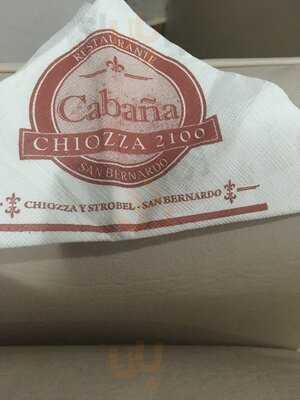 RESTAURANTE
Cabaña
CHIOZZA 2100
SAN BERNARDO
CHIOZZA Y STROBEL - SAN BERNARDO